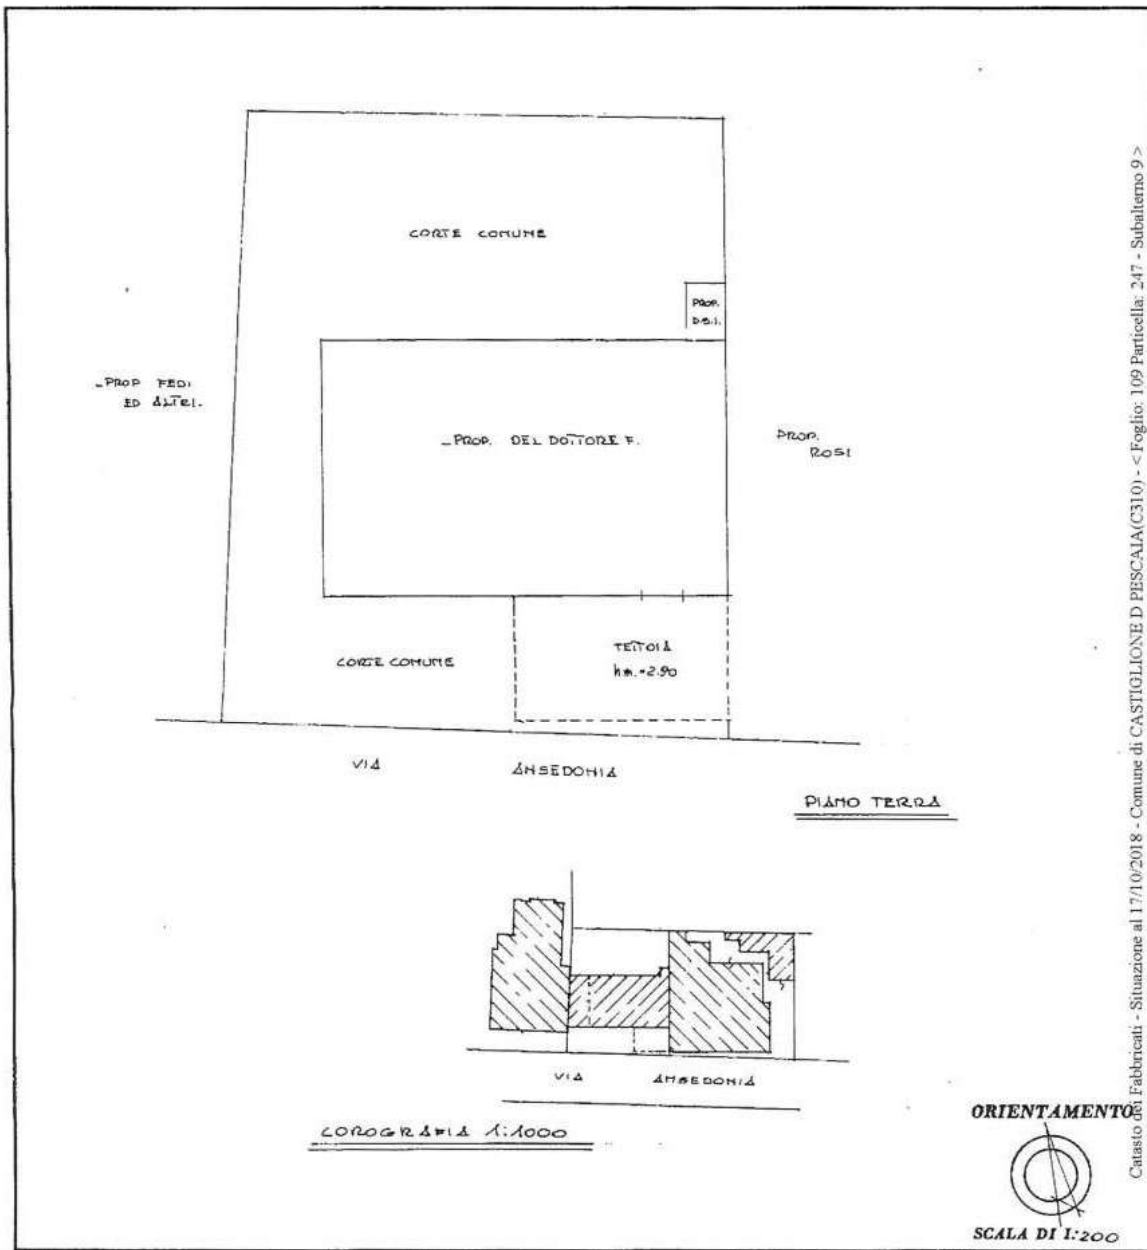 CORTE COMUNE
PROP.
D.S.I.
PROP FEDI
ED ALTRI.
PROP. DEL DOTTORE F.
PROP.
ROSI
CORTE COMUNE
TETTOIA
hm.=2.90
VIA ANSEDONIA
PIANO TERRA
VIA ANSEDONIA
COROGRAFIA 1:1000
ORIENTAMENTO
SCALA DI 1:200
Catasto dei Fabbricati - Situazione al 17/10/2018 - Comune di CASTIGLIONE D PESCAIA(C310) - < Foglio: 109 Particella: 247 - Subalterno 9 >